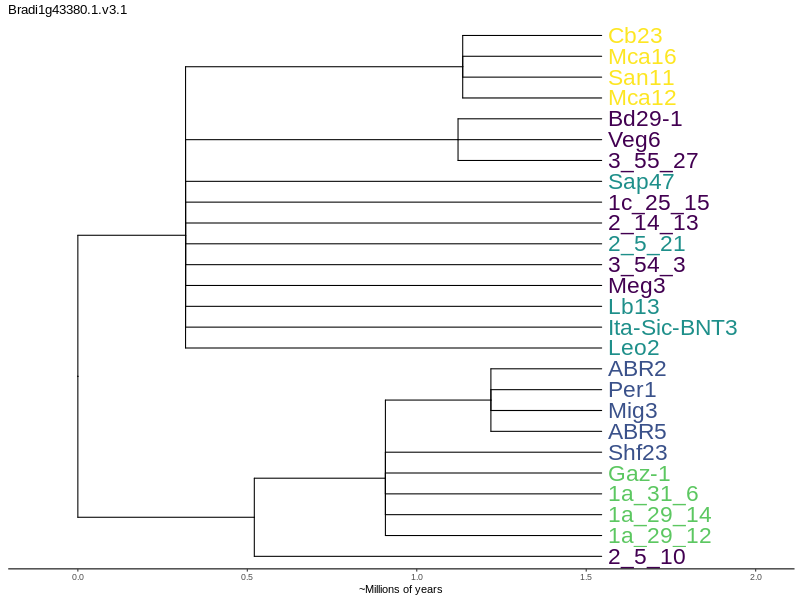 Bradi1g43380.1.v3.1
Cb23
Mca16
San11
Mca12
Bd29-1
Veg6
3_55_27
Sap47
1c_25_15
2_14_13
2_5_21
3_54_3
Meg3
Lb13
Ita-Sic-BNT3
Leo2
ABR2
Per1
Mig3
ABR5
Shf23
Gaz-1
1a_31_6
1a_29_14
1a_29_12
2_5_10
0.0 0.5 1.0 1.5 2.0
~Millions of years